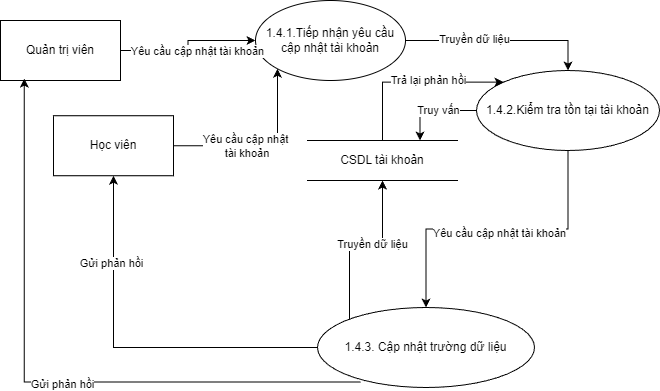 1.4.1.Tiếp nhận yêu cầu
cập nhật tài khoản
Quản trị viên
Yêu cầu cập nhật tài khoản
Truyền dữ liệu
Trả lại phản hồi
1.4.2.Kiểm tra tồn tại tài khoản
Truy vấn
Học viên
Yêu cầu cập nhật
tài khoản
CSDL tài khoản
Yêu cầu cập nhật tài khoản
Truyền dữ liệu
Gửi phản hồi
1.4.3. Cập nhật trường dữ liệu
Gửi phản hồi